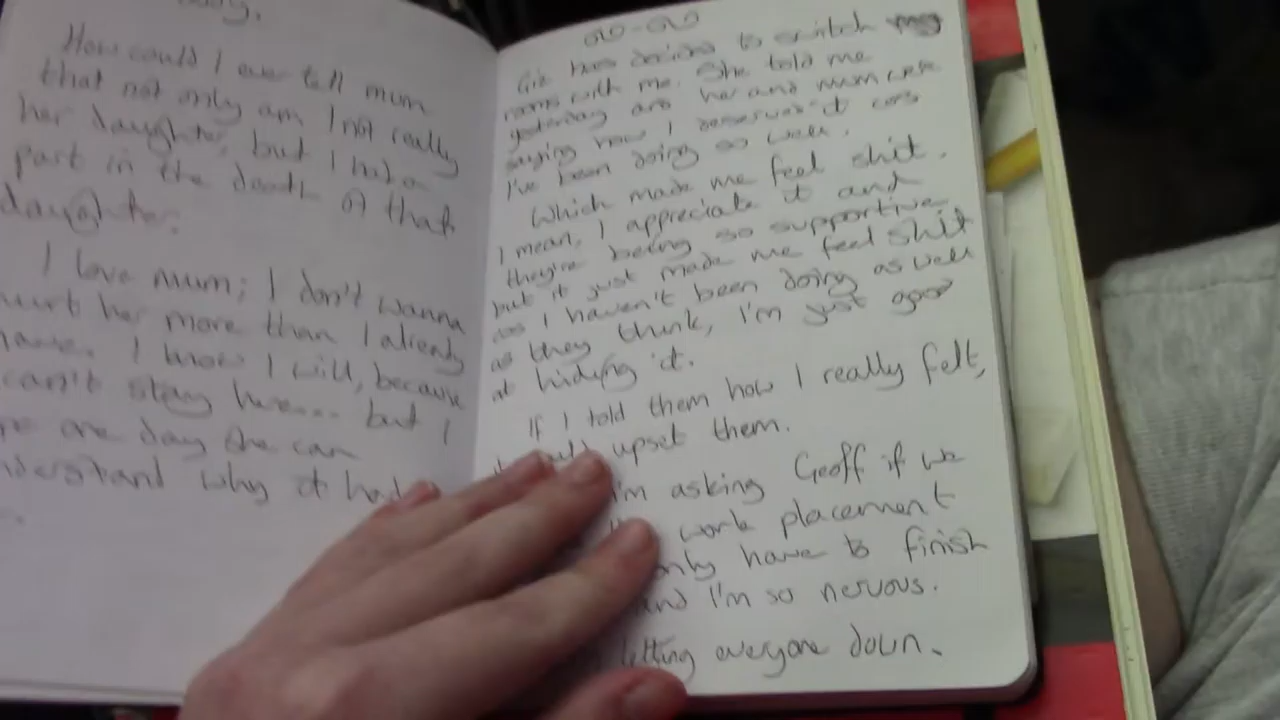 How could I ever tell mum
that not only am I not really
her daughter, but I had a
part in the death of that
daughter.
I love mum; I don't wanna
hurt her more than I already
have. I know I will, because
can't stay here.... but I
one day she can
understand why it had
has decided to switch my
rooms with me. She told me
yesterday and her and mum were
saying how I deserved it cos
I've been doing so well.
Which made me feel shit.
I mean, I appreciate it and
they're being so supportive
but it just made me feel shit
as I haven't been doing as well
as they think, I'm just good
at hiding it.
If I told them how I really felt,
upset them.
I'm asking Geoff if we
work placement
only have to finish
and I'm so nervous.
letting everyone down.